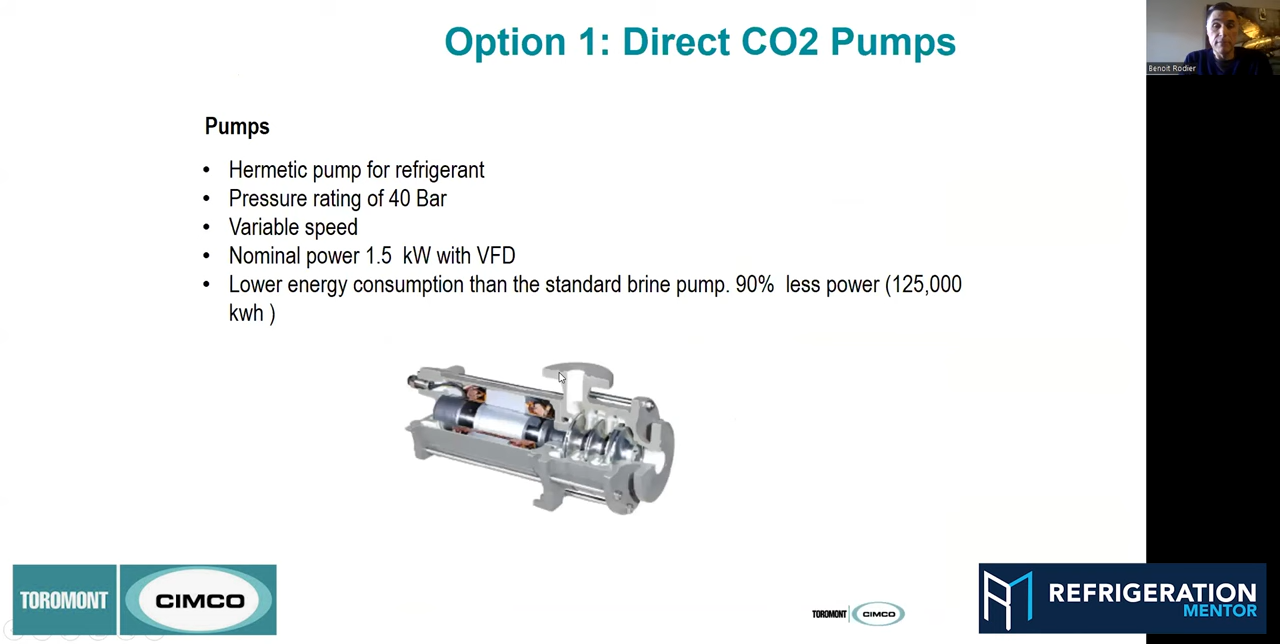 Option 1: Direct CO2 Pumps
Benoit Rodier
Pumps
• Hermetic pump for refrigerant
• Pressure rating of 40 Bar
• Variable speed
• Nominal power 1.5 kW with VFD
• Lower energy consumption than the standard brine pump. 90% less power (125,000
kwh )
TOROMONT CIMCO
TOROMONT CIMCO
REFRIGERATION
MENTOR